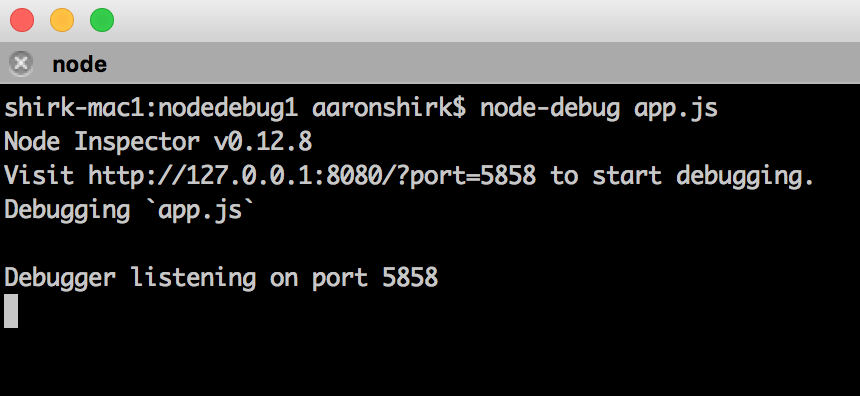 node
shirk-mac1:nodedebug1 aaronshirk$ node-debug app.js
Node Inspector v0.12.8
Visit http://127.0.0.1:8080/?port=5858 to start debugging.
Debugging `app.js`
Debugger listening on port 5858